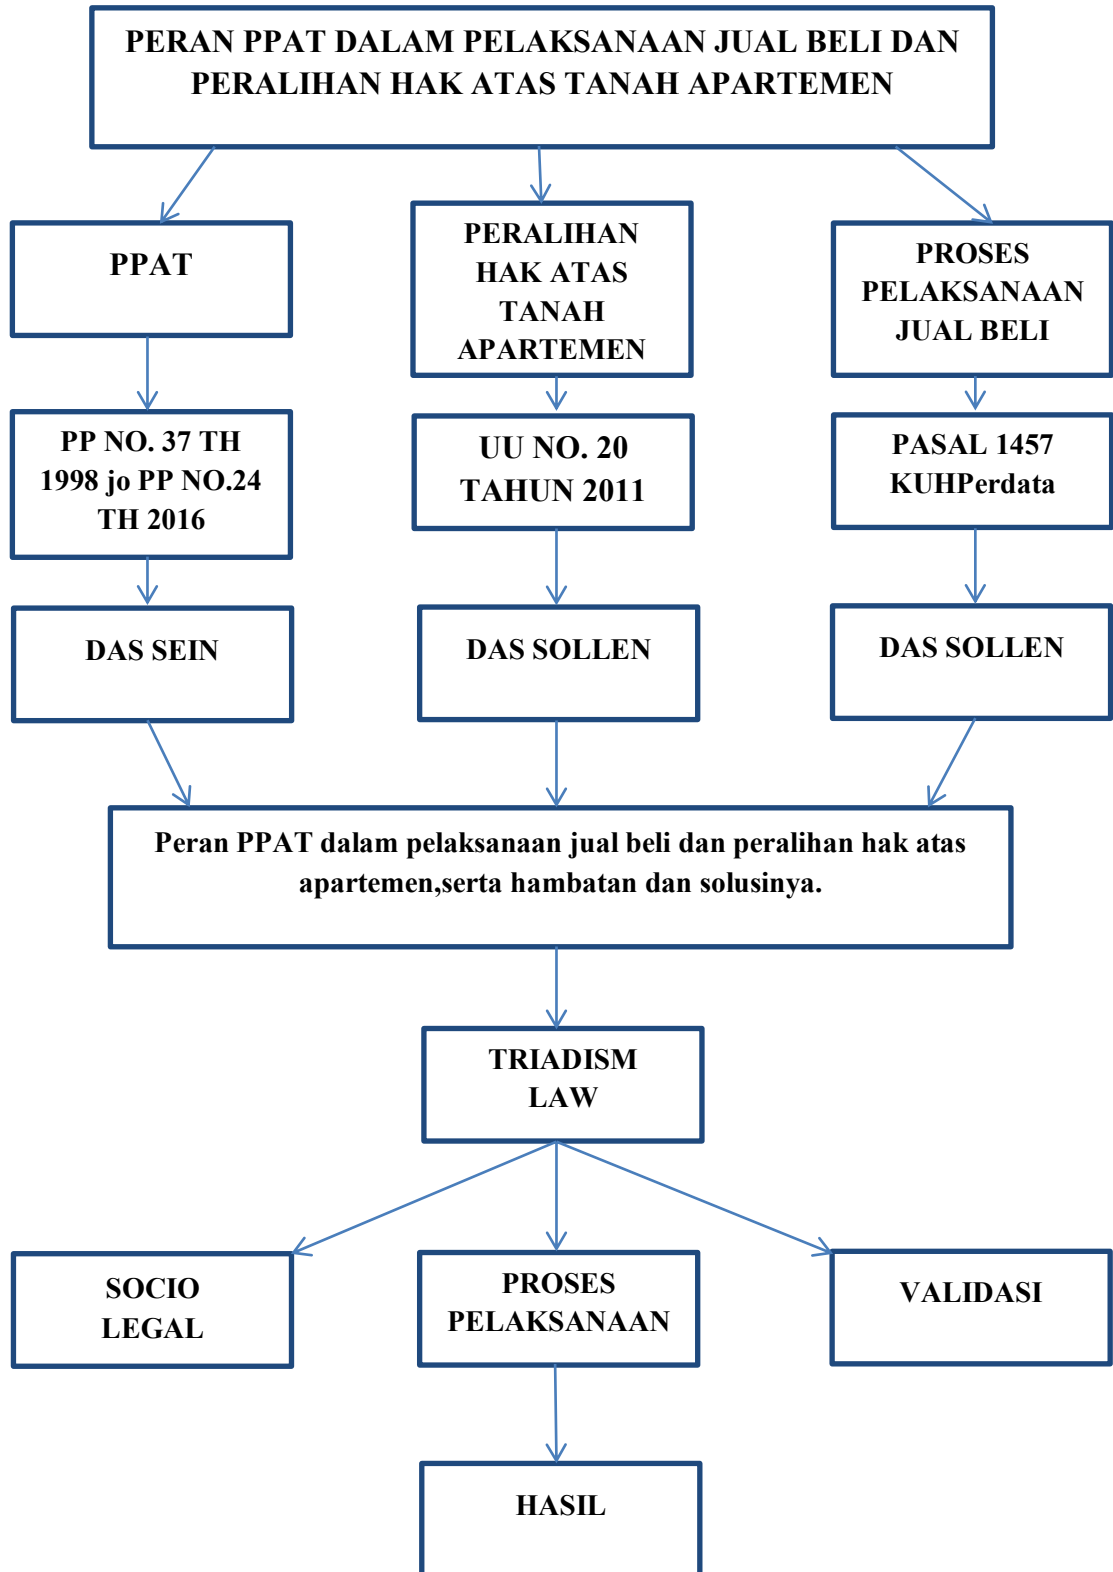 PERAN PPAT DALAM PELAKSANAAN JUAL BELI DAN
PERALIHAN HAK ATAS TANAH APARTEMEN
PPAT
PERALIHAN
HAK ATAS
TANAH
APARTEMEN
PROSES
PELAKSANAAN
JUAL BELI
PP NO. 37 TH
1998 jo PP NO.24
TH 2016
UU NO. 20
TAHUN 2011
PASAL 1457
KUHPerdata
DAS SEIN
DAS SOLLEN
DAS SOLLEN
Peran PPAT dalam pelaksanaan jual beli dan peralihan hak atas
apartemen,serta hambatan dan solusinya.
TRIADISM
LAW
SOCIO
LEGAL
PROSES
PELAKSANAAN
VALIDASI
HASIL